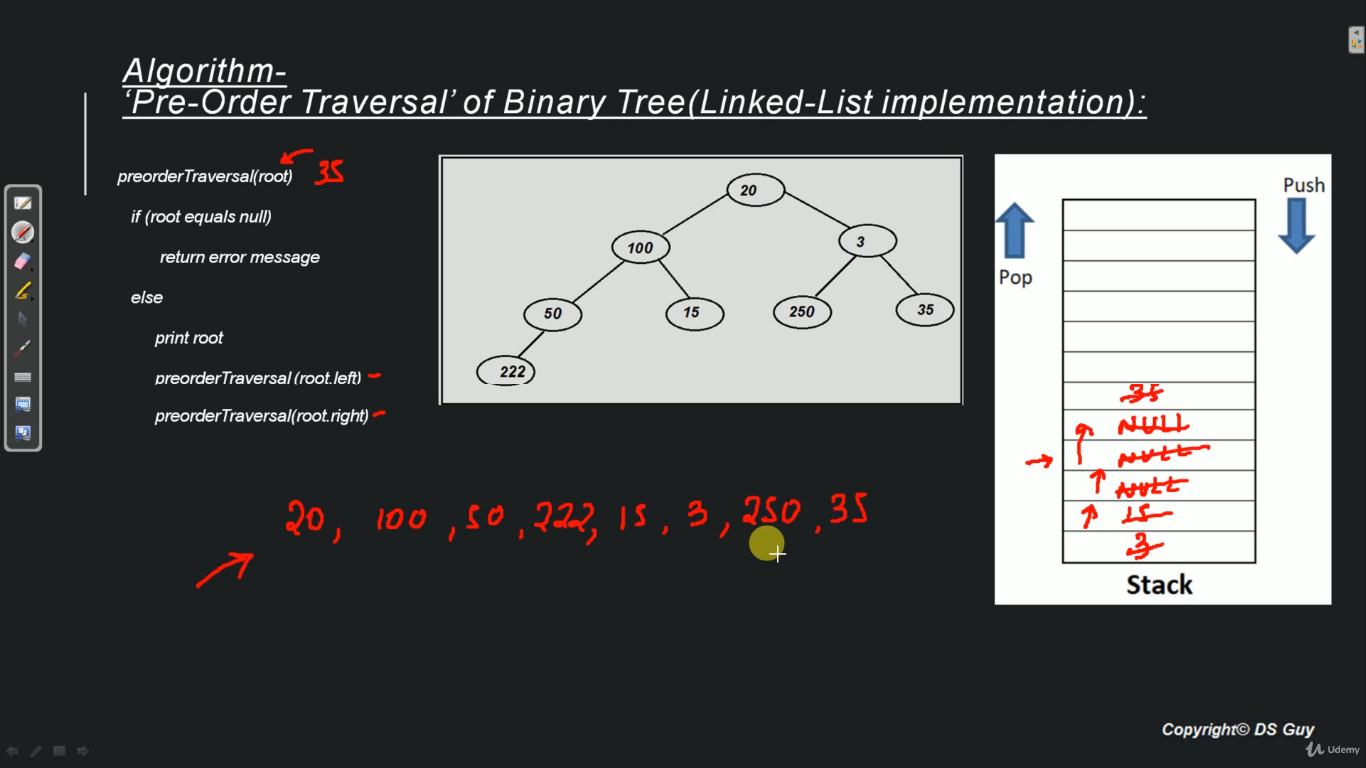 Algorithm-
‘Pre-Order Traversal’ of Binary Tree(Linked-List implementation):
preorderTraversal(root) 35
if (root equals null)
return error message
else
print root
preorderTraversal (root.left) -
preorderTraversal(root.right) -
20
100
3
50
15
250
35
222
Push
Pop
35
NULL
NULL
NULL
15
3
Stack
20, 100, 50, 222, 15, 3, 250, 35
Copyright© DS Guy
Udemy